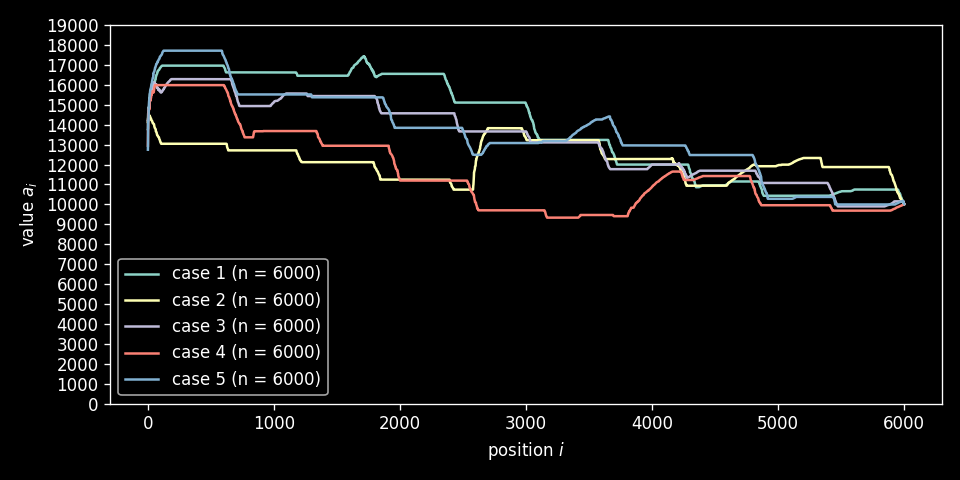 19000
18000
17000
16000
15000
14000
13000
12000
11000
10000
9000
8000
7000
6000
5000
4000
3000
2000
1000
0
value aᵢ
case 1 (n = 6000)
case 2 (n = 6000)
case 3 (n = 6000)
case 4 (n = 6000)
case 5 (n = 6000)
0 1000 2000 3000 4000 5000 6000
position i